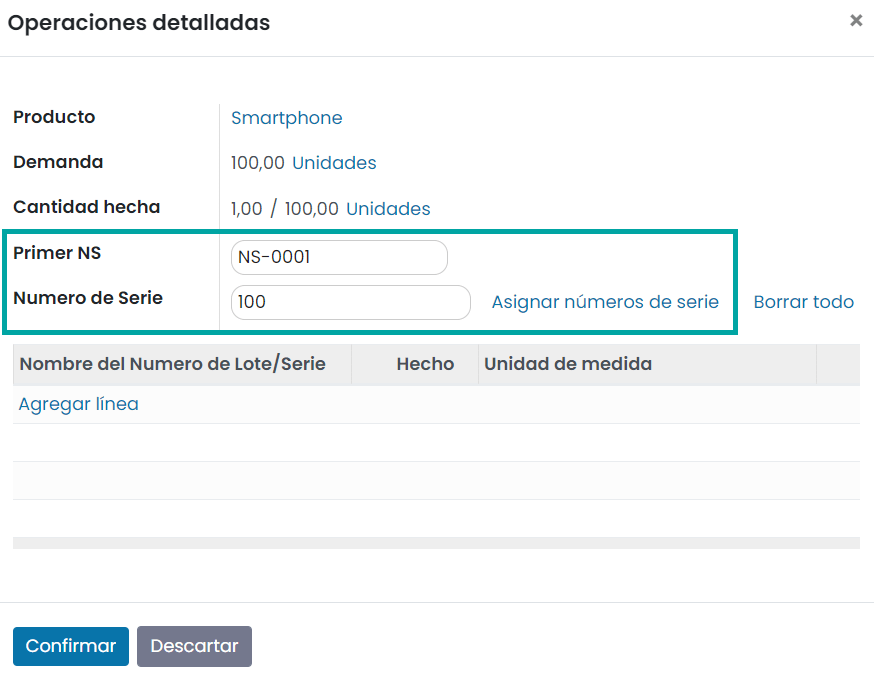 Operaciones detalladas ×
Producto Smartphone
Demanda 100,00 Unidades
Cantidad hecha 1,00 / 100,00 Unidades
Primer NS NS-0001
Numero de Serie 100 Asignar números de serie Borrar todo
Nombre del Numero de Lote/Serie Hecho Unidad de medida
Agregar línea
Confirmar Descartar